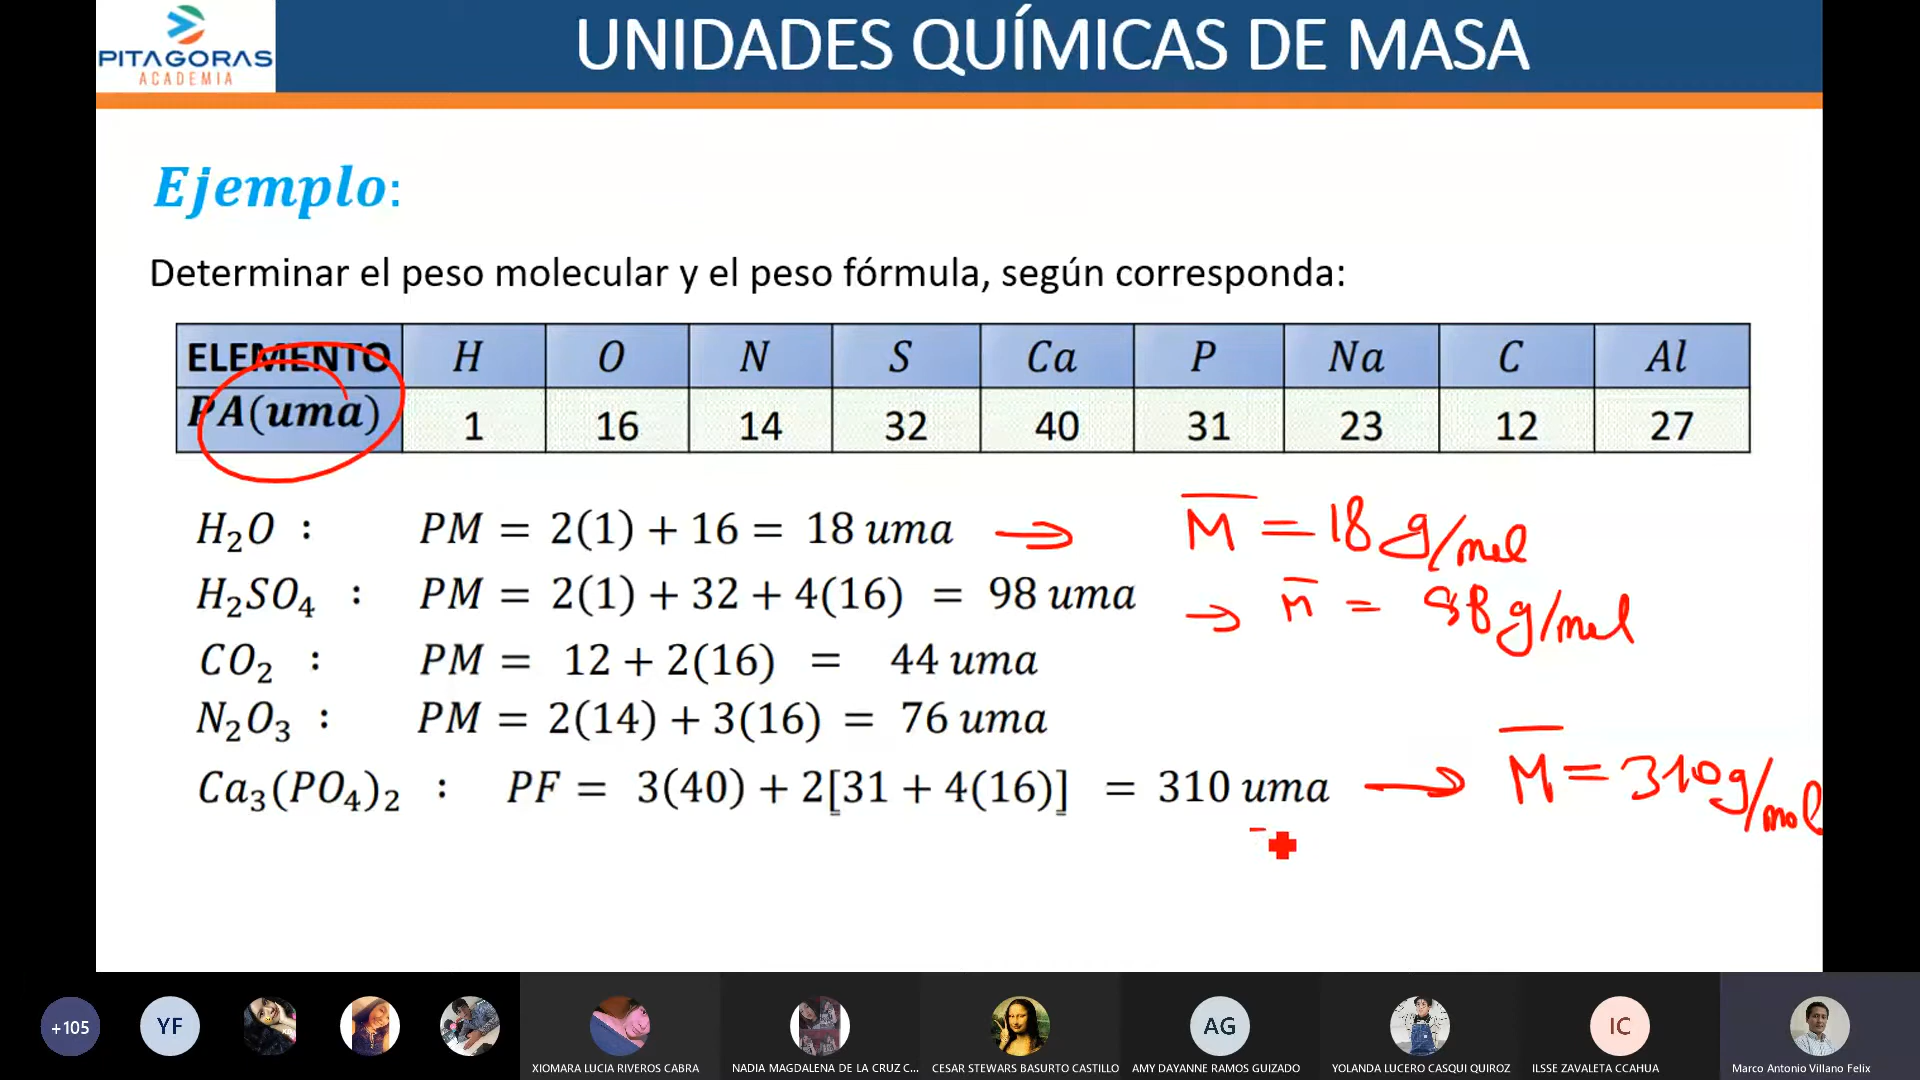 PITAGORAS
ACADEMIA
UNIDADES QUÍMICAS DE MASA
Ejemplo:
Determinar el peso molecular y el peso fórmula, según corresponda:
ELEMENTO H O N S Ca P Na C Al
PA(uma) 1 16 14 32 40 31 23 12 27
H₂O : PM = 2(1) + 16 = 18 uma → M̅ = 18 g/mol
H₂SO₄ : PM = 2(1) + 32 + 4(16) = 98 uma → M̅ = 98 g/mol
CO₂ : PM = 12 + 2(16) = 44 uma
N₂O₃ : PM = 2(14) + 3(16) = 76 uma
Ca₃(PO₄)₂ : PF = 3(40) + 2[31 + 4(16)] = 310 uma → M̅ = 310 g/mol
+105
YF
XIOMARA LUCIA RIVEROS CABRA
NADIA MAGDALENA DE LA CRUZ C...
CESAR STEWARS BASURTO CASTILLO
AG
AMY DAYANNE RAMOS GUIZADO
YOLANDA LUCERO CASQUI QUIROZ
IC
ILSSE ZAVALETA CCAHUA
Marco Antonio Villano Felix